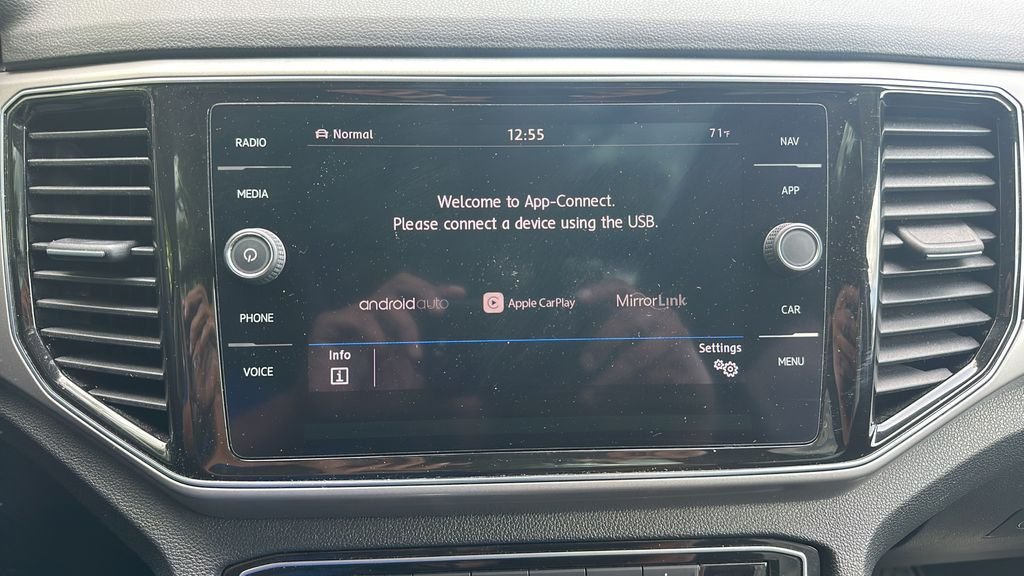 RADIO
MEDIA
PHONE
VOICE
Normal 12:55 71°F
Welcome to App-Connect.
Please connect a device using the USB.
androidauto Apple CarPlay MirrorLink
Info
Settings
NAV
APP
CAR
MENU